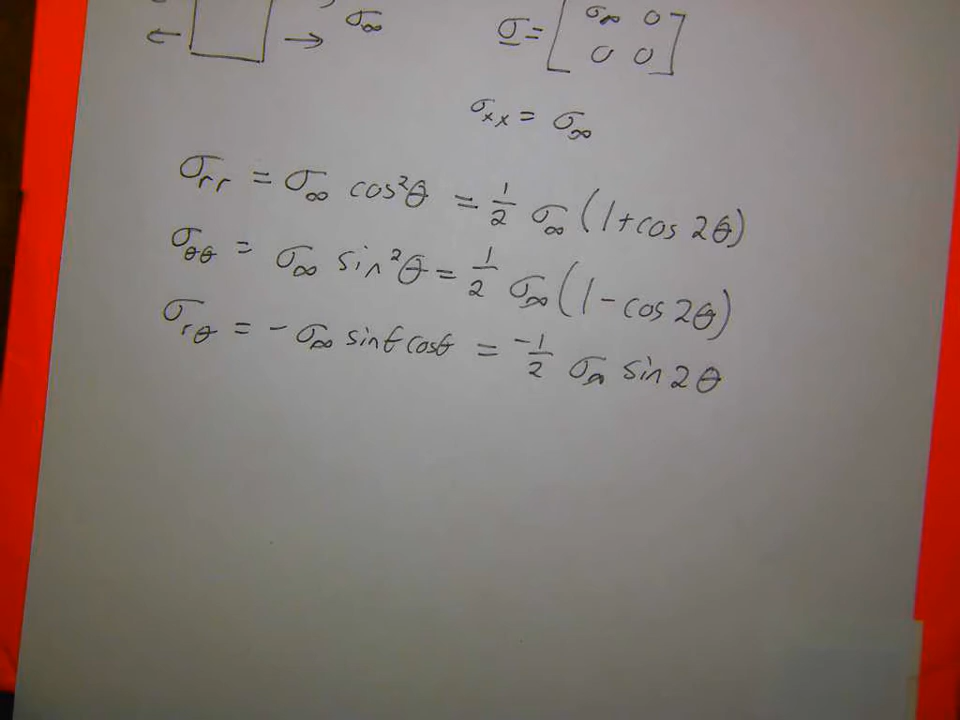 ← → σ∞ σ = [ σ∞ 0
0 0 ]
σxx = σ∞
σrr = σ∞ cos²θ = 1/2 σ∞ (1+cos 2θ)
σθθ = σ∞ sin²θ = 1/2 σ∞ (1-cos 2θ)
σrθ = -σ∞ sinθ cosθ = -1/2 σ∞ sin 2θ